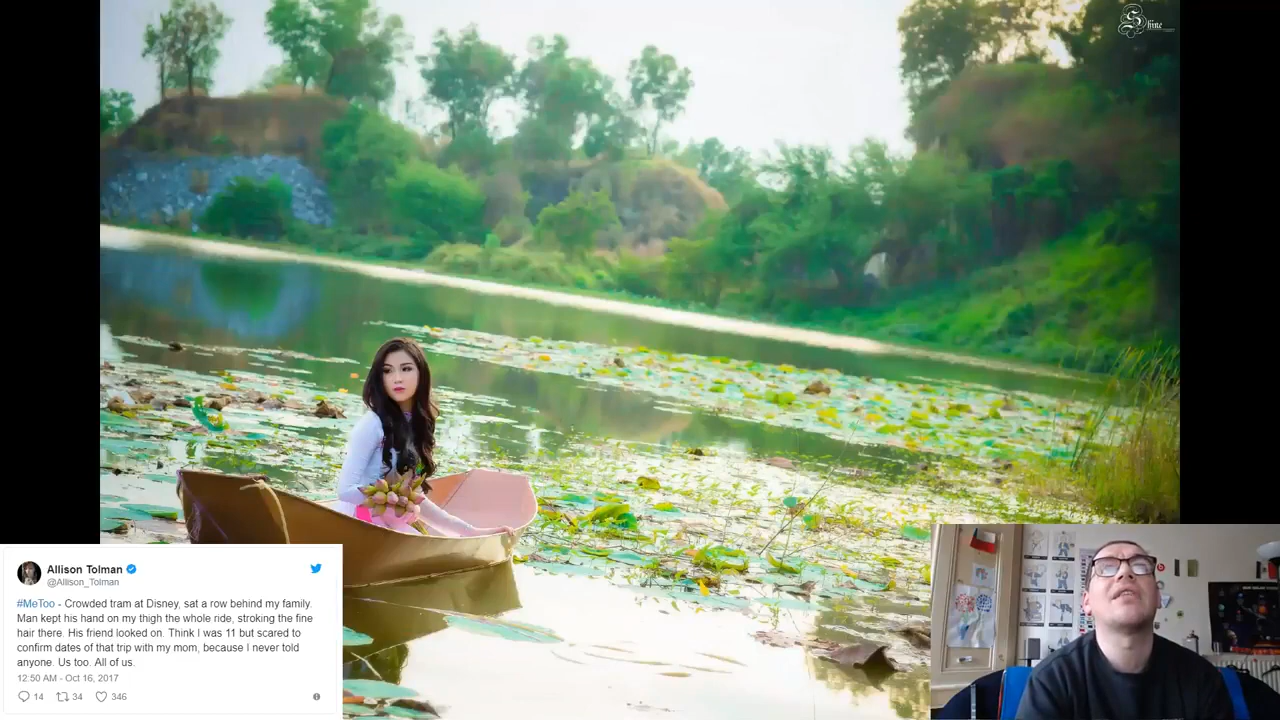 Shine
Allison Tolman
@Allison_Tolman
#MeToo - Crowded tram at Disney, sat a row behind my family.
Man kept his hand on my thigh the whole ride, stroking the fine
hair there. His friend looked on. Think I was 11 but scared to
confirm dates of that trip with my mom, because I never told
anyone. Us too. All of us.
12:50 AM - Oct 16, 2017
14 34 346